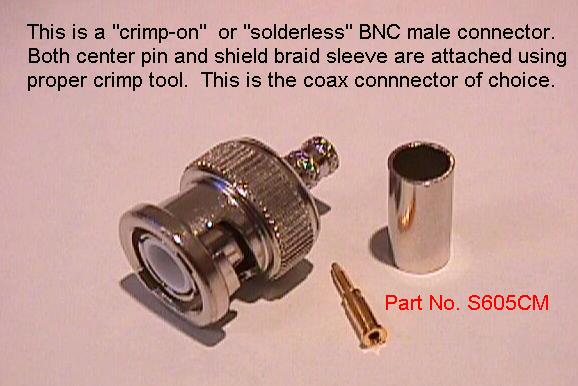 This is a "crimp-on"  or "solderless" BNC male connector.
Both center pin and shield braid sleeve are attached using
proper crimp tool.  This is the coax connnector of choice.
Part No. S605CM